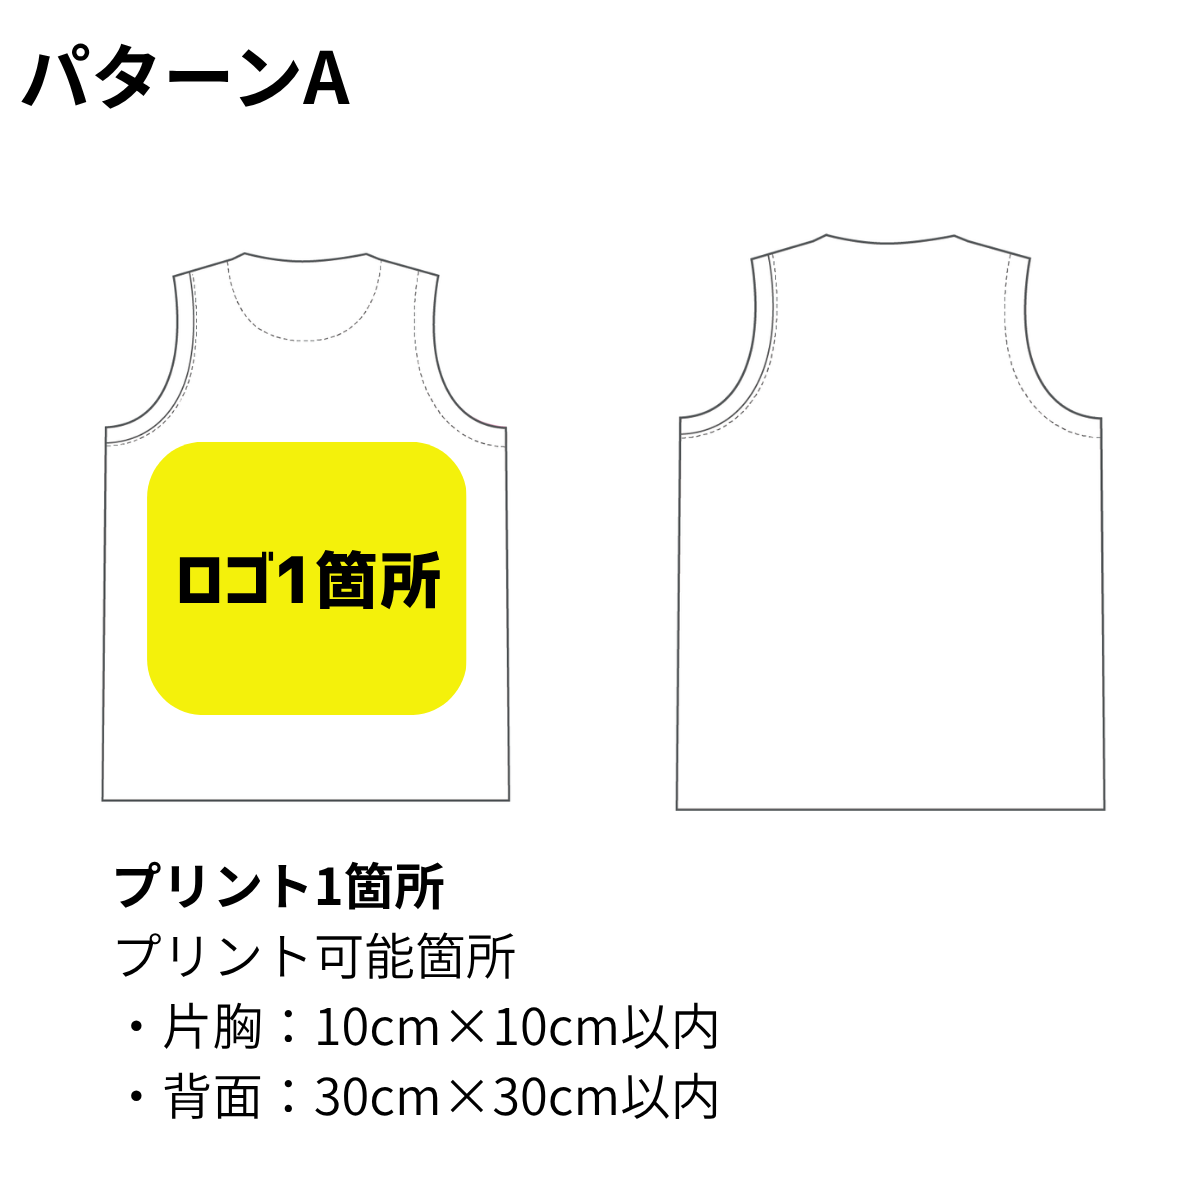 パターンA
ロゴ1箇所
プリント1箇所
プリント可能箇所
・片胸：10cm×10cm以内
・背面：30cm×30cm以内